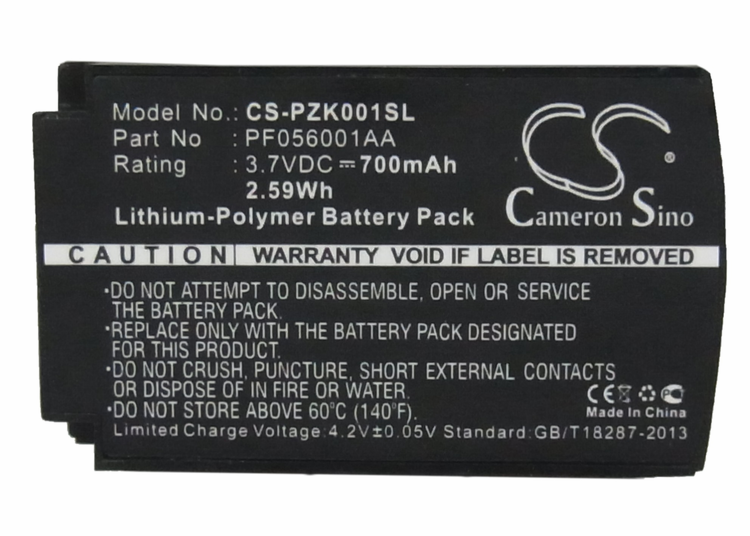 Model No.: CS-PZK001SL
Part No. : PF056001AA
Rating : 3.7VDC⎓700mAh
2.59Wh
Lithium-Polymer Battery Pack
CS
Cameron Sino
CAUTION WARRANTY VOID IF LABEL IS REMOVED
·DO NOT ATTEMPT TO DISASSEMBLE, OPEN OR SERVICE
THE BATTERY PACK.
·REPLACE ONLY WITH THE BATTERY PACK DESIGNATED
FOR THIS PRODUCT.
·DO NOT CRUSH, PUNCTURE, SHORT EXTERNAL CONTACTS
OR DISPOSE OF IN FIRE OR WATER.
·DO NOT STORE ABOVE 60℃ (140℉).
CE
Made In China
Limited Charge Voltage:4.2V±0.05V Standard:GB/T18287-2013